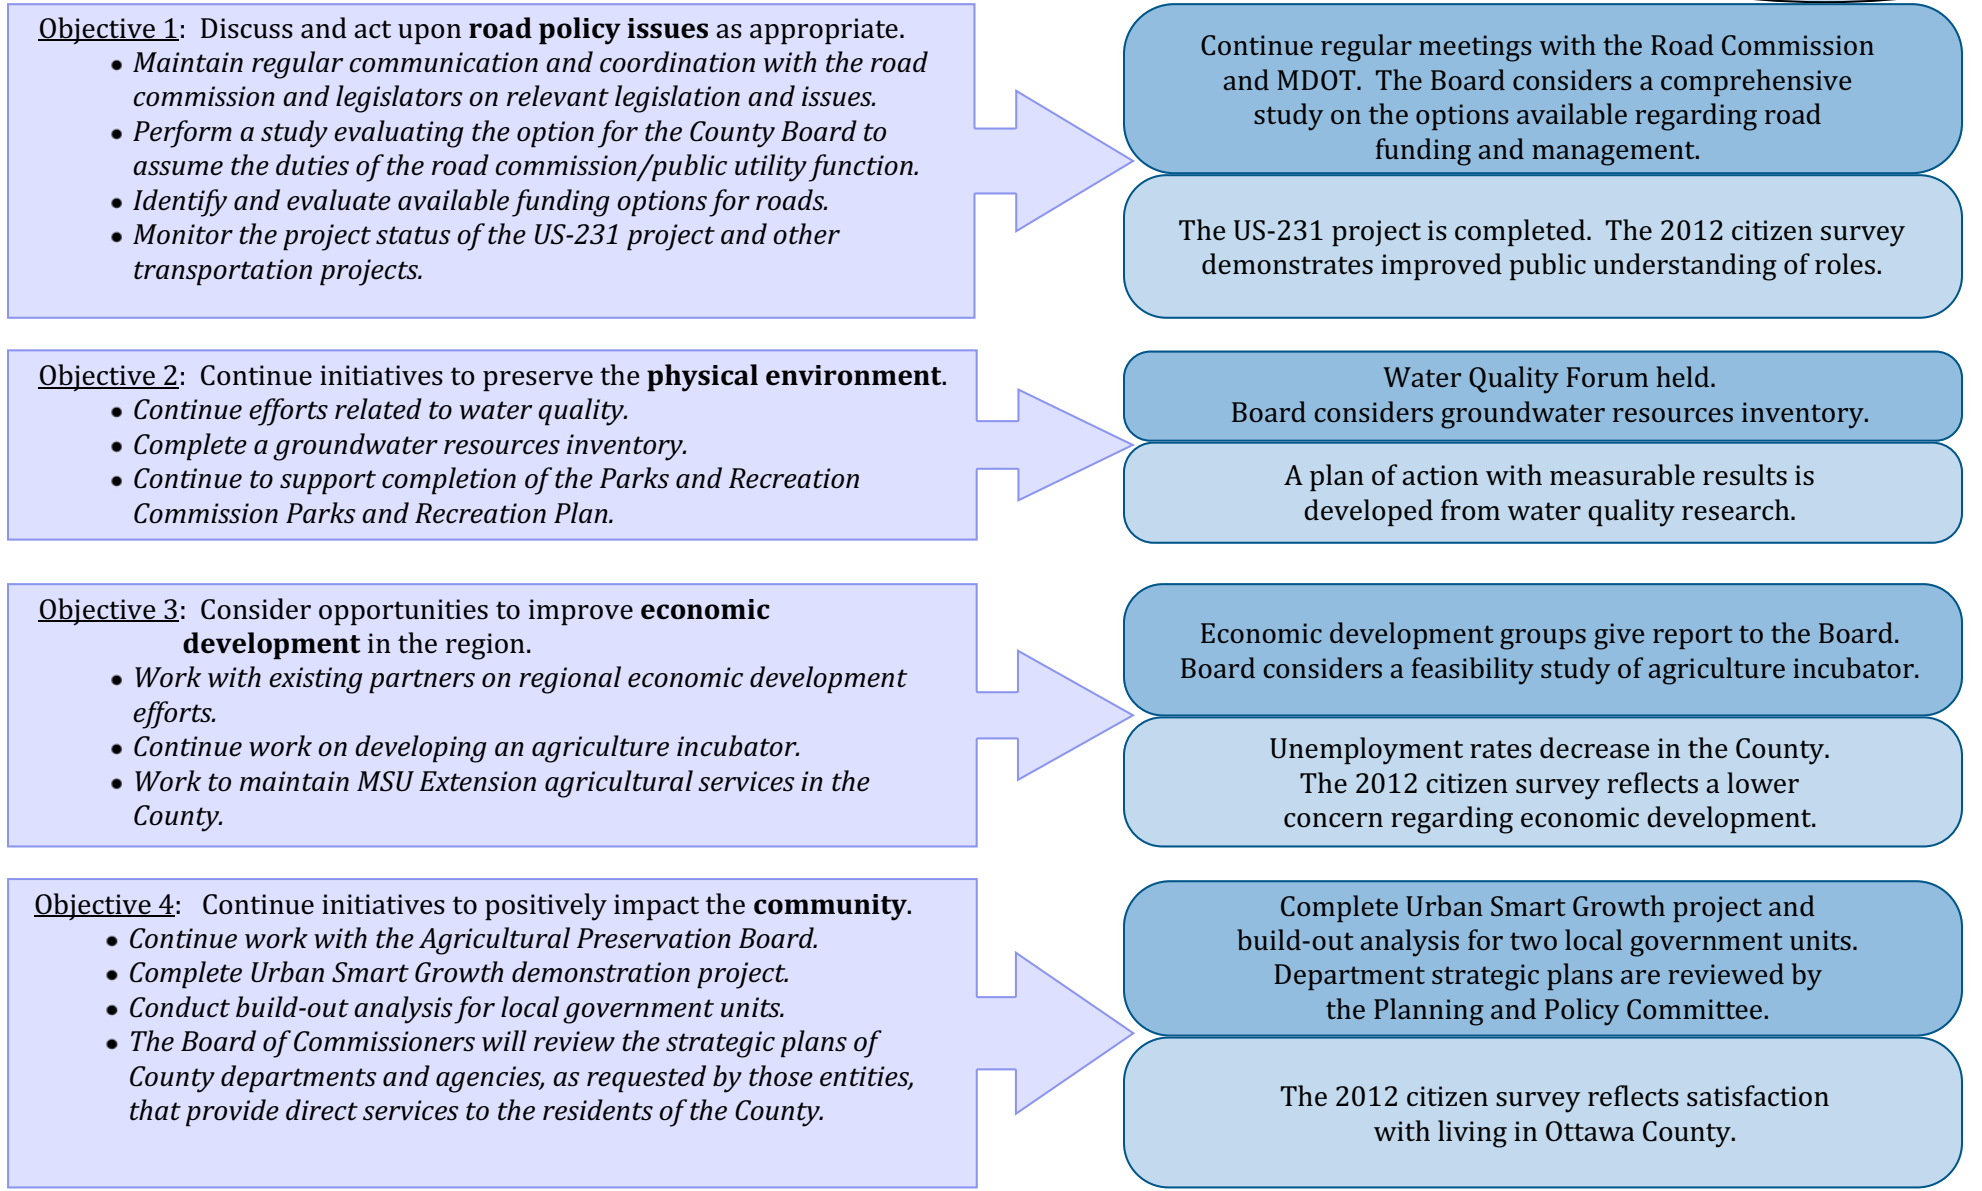 Objective 1:  Discuss and act upon road policy issues as appropriate.
• Maintain regular communication and coordination with the road
commission and legislators on relevant legislation and issues.
• Perform a study evaluating the option for the County Board to
assume the duties of the road commission/public utility function.
• Identify and evaluate available funding options for roads.
• Monitor the project status of the US-231 project and other
transportation projects.
Continue regular meetings with the Road Commission
and MDOT.  The Board considers a comprehensive
study on the options available regarding road
funding and management.
The US-231 project is completed.  The 2012 citizen survey
demonstrates improved public understanding of roles.
Objective 2:  Continue initiatives to preserve the physical environment.
• Continue efforts related to water quality.
• Complete a groundwater resources inventory.
• Continue to support completion of the Parks and Recreation
Commission Parks and Recreation Plan.
Water Quality Forum held.
Board considers groundwater resources inventory.
A plan of action with measurable results is
developed from water quality research.
Objective 3:  Consider opportunities to improve economic
development in the region.
• Work with existing partners on regional economic development
efforts.
• Continue work on developing an agriculture incubator.
• Work to maintain MSU Extension agricultural services in the
County.
Economic development groups give report to the Board.
Board considers a feasibility study of agriculture incubator.
Unemployment rates decrease in the County.
The 2012 citizen survey reflects a lower
concern regarding economic development.
Objective 4:   Continue initiatives to positively impact the community.
• Continue work with the Agricultural Preservation Board.
• Complete Urban Smart Growth demonstration project.
• Conduct build-out analysis for local government units.
• The Board of Commissioners will review the strategic plans of
County departments and agencies, as requested by those entities,
that provide direct services to the residents of the County.
Complete Urban Smart Growth project and
build-out analysis for two local government units.
Department strategic plans are reviewed by
the Planning and Policy Committee.
The 2012 citizen survey reflects satisfaction
with living in Ottawa County.